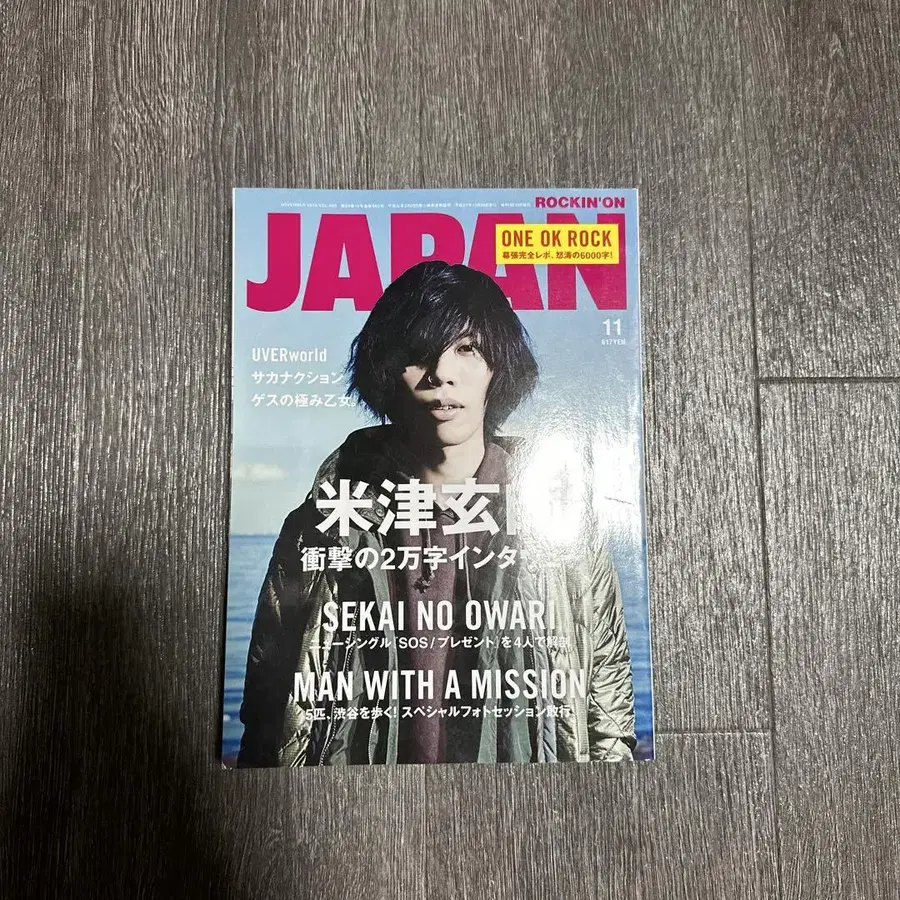 ROCKIN'ON
JAPAN
ONE OK ROCK
幕張完全レポ、怒涛の6000字!
11
617YEN
UVERworld
サカナクション
ゲスの極み乙女。
米津玄
衝撃の2万字インタ
SEKAI NO OWARI
ニューシングル「SOS/プレゼント」を4人で解剖
MAN WITH A MISSION
5匹、渋谷を歩く!スペシャルフォトセッション敢行!